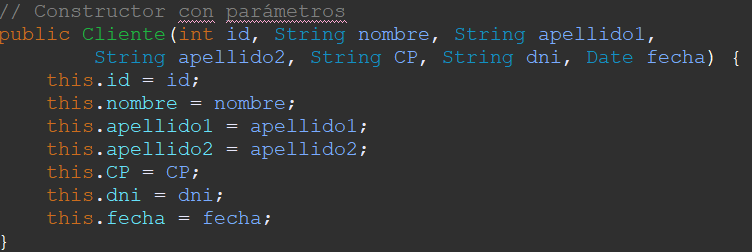 // Constructor con parámetros
public Cliente(int id, String nombre, String apellido1,
        String apellido2, String CP, String dni, Date fecha) {
    this.id = id;
    this.nombre = nombre;
    this.apellido1 = apellido1;
    this.apellido2 = apellido2;
    this.CP = CP;
    this.dni = dni;
    this.fecha = fecha;
}